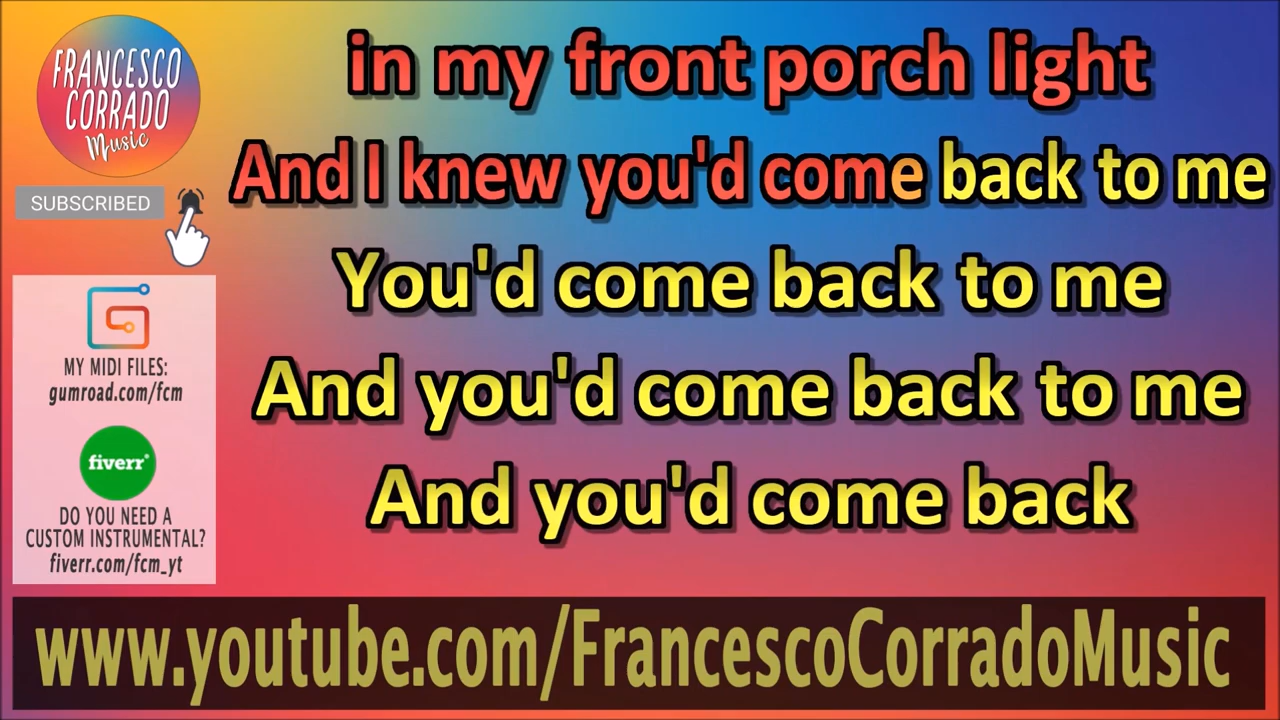 FRANCESCO
CORRADO
Music
SUBSCRIBED
MY MIDI FILES:
gumroad.com/fcm
fiverr
DO YOU NEED A
CUSTOM INSTRUMENTAL?
fiverr.com/fcm_yt
in my front porch light
And I knew you'd come back to me
You'd come back to me
And you'd come back to me
And you'd come back
www.youtube.com/FrancescoCorradoMusic